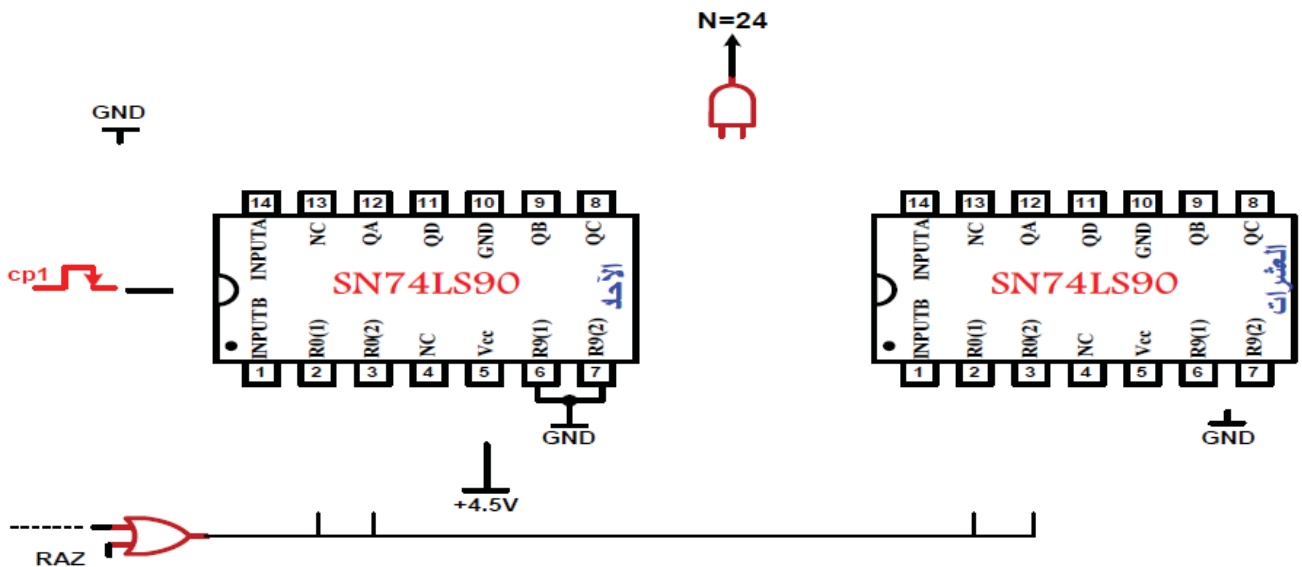 N=24
GND
14 13 12 11 10 9 8
INPUTA NC QA QD GND QB QC
cp1
SN74LS90
الآحاد
INPUTB R0(1) R0(2) NC Vcc R9(1) R9(2)
1 2 3 4 5 6 7
GND
+4.5V
14 13 12 11 10 9 8
INPUTA NC QA QD GND QB QC
SN74LS90
العشرات
INPUTB R0(1) R0(2) NC Vcc R9(1) R9(2)
1 2 3 4 5 6 7
GND
RAZ